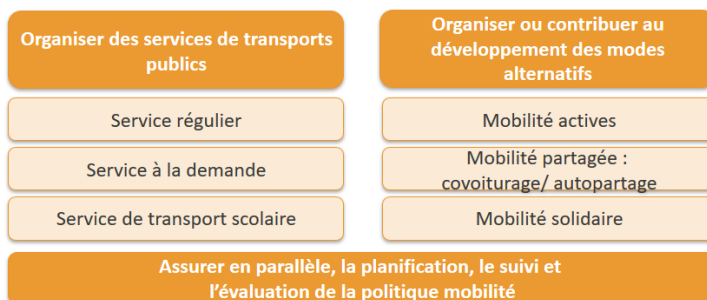 Organiser des services de transports
publics
Service régulier
Service à la demande
Service de transport scolaire
Organiser ou contribuer au
développement des modes
alternatifs
Mobilité actives
Mobilité partagée :
covoiturage/ autopartage
Mobilité solidaire
Assurer en parallèle, la planification, le suivi et
l’évaluation de la politique mobilité